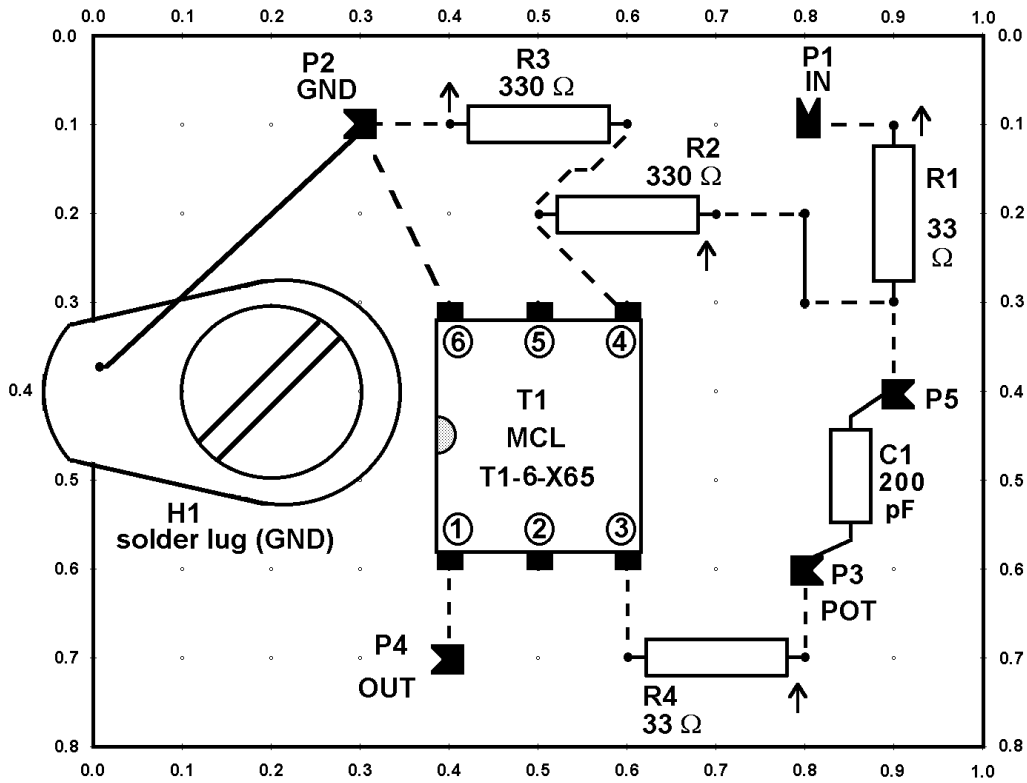 0.0 0.1 0.2 0.3 0.4 0.5 0.6 0.7 0.8 0.9 1.0
0.0 0.0
P2
GND
R3
330 Ω
P1
IN
0.1 0.1
R2
330 Ω
R1
33
Ω
0.2 0.2
0.3 0.3
6 5 4
0.4 0.4
T1
MCL
T1-6-X65
P5
C1
200
pF
0.5 0.5
H1
solder lug (GND)
1 2 3
0.6 0.6
P3
POT
P4
OUT
0.7 0.7
R4
33 Ω
0.8 0.8
0.0 0.1 0.2 0.3 0.4 0.5 0.6 0.7 0.8 0.9 1.0